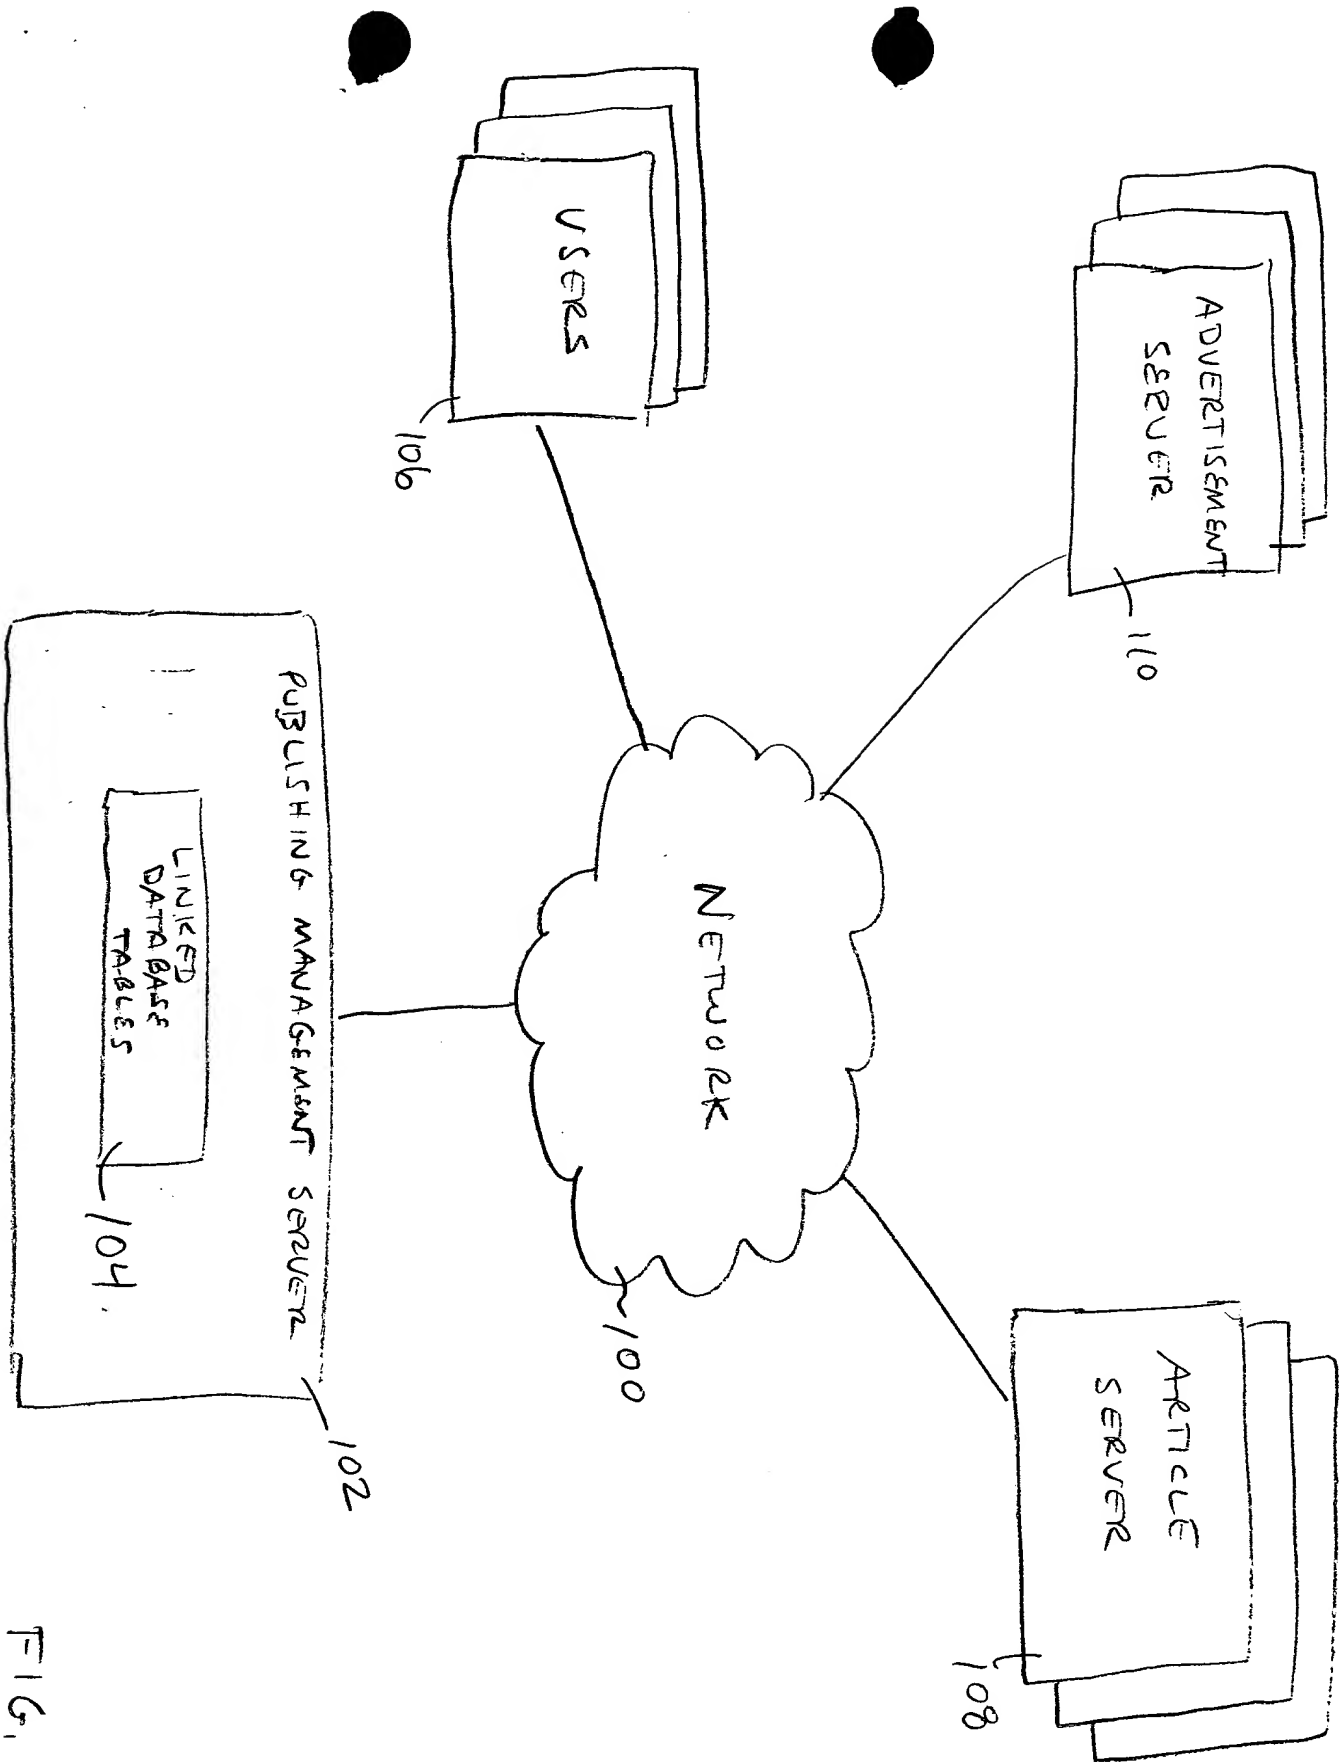 ADVERTISEMENT
SERVER
110
ARTICLE
SERVER
108
USERS
106
NETWORK
100
PUBLISHING MANAGEMENT SERVER
102
LINKED
DATABASE
TABLES
104.
FIG.